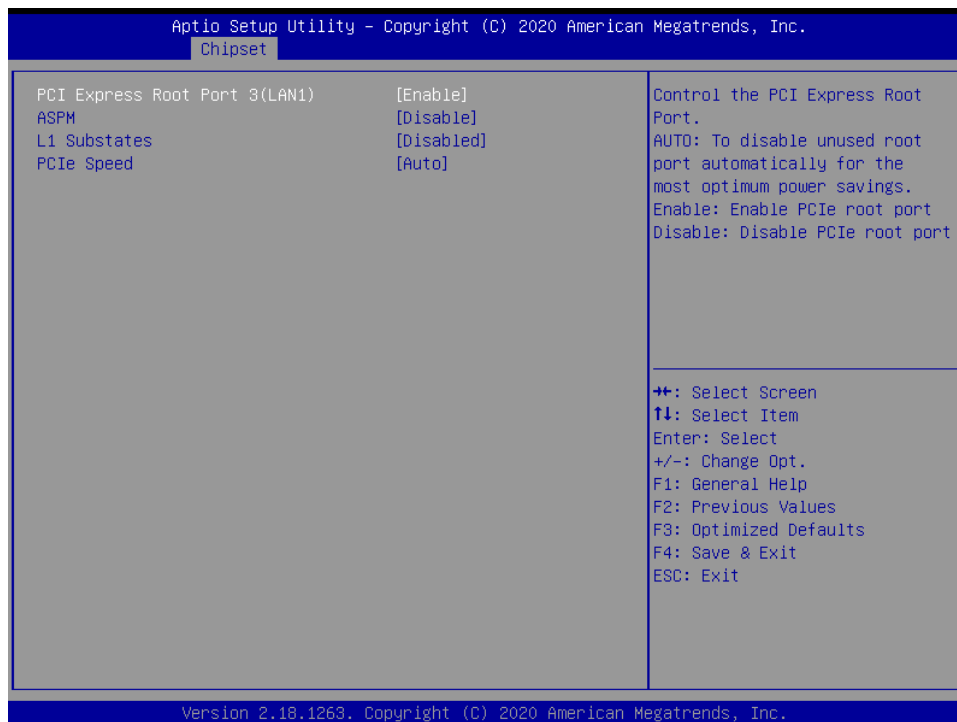 Aptio Setup Utility – Copyright (C) 2020 American Megatrends, Inc.
Chipset
PCI Express Root Port 3(LAN1) [Enable]
ASPM [Disable]
L1 Substates [Disabled]
PCIe Speed [Auto]
Control the PCI Express Root
Port.
AUTO: To disable unused root
port automatically for the
most optimum power savings.
Enable: Enable PCIe root port
Disable: Disable PCIe root port
→←: Select Screen
↑↓: Select Item
Enter: Select
+/-: Change Opt.
F1: General Help
F2: Previous Values
F3: Optimized Defaults
F4: Save & Exit
ESC: Exit
Version 2.18.1263. Copyright (C) 2020 American Megatrends, Inc.